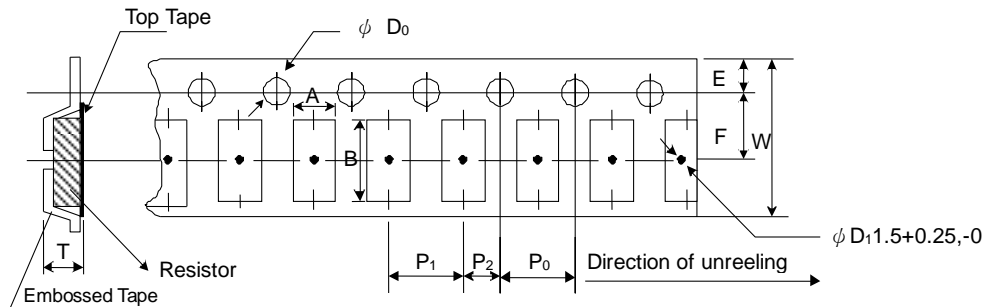 Top Tape
ψ D0
A
E
F
W
B
T
Resistor
Embossed Tape
P1
P2
P0
Direction of unreeling
ψ D1 1.5+0.25,-0